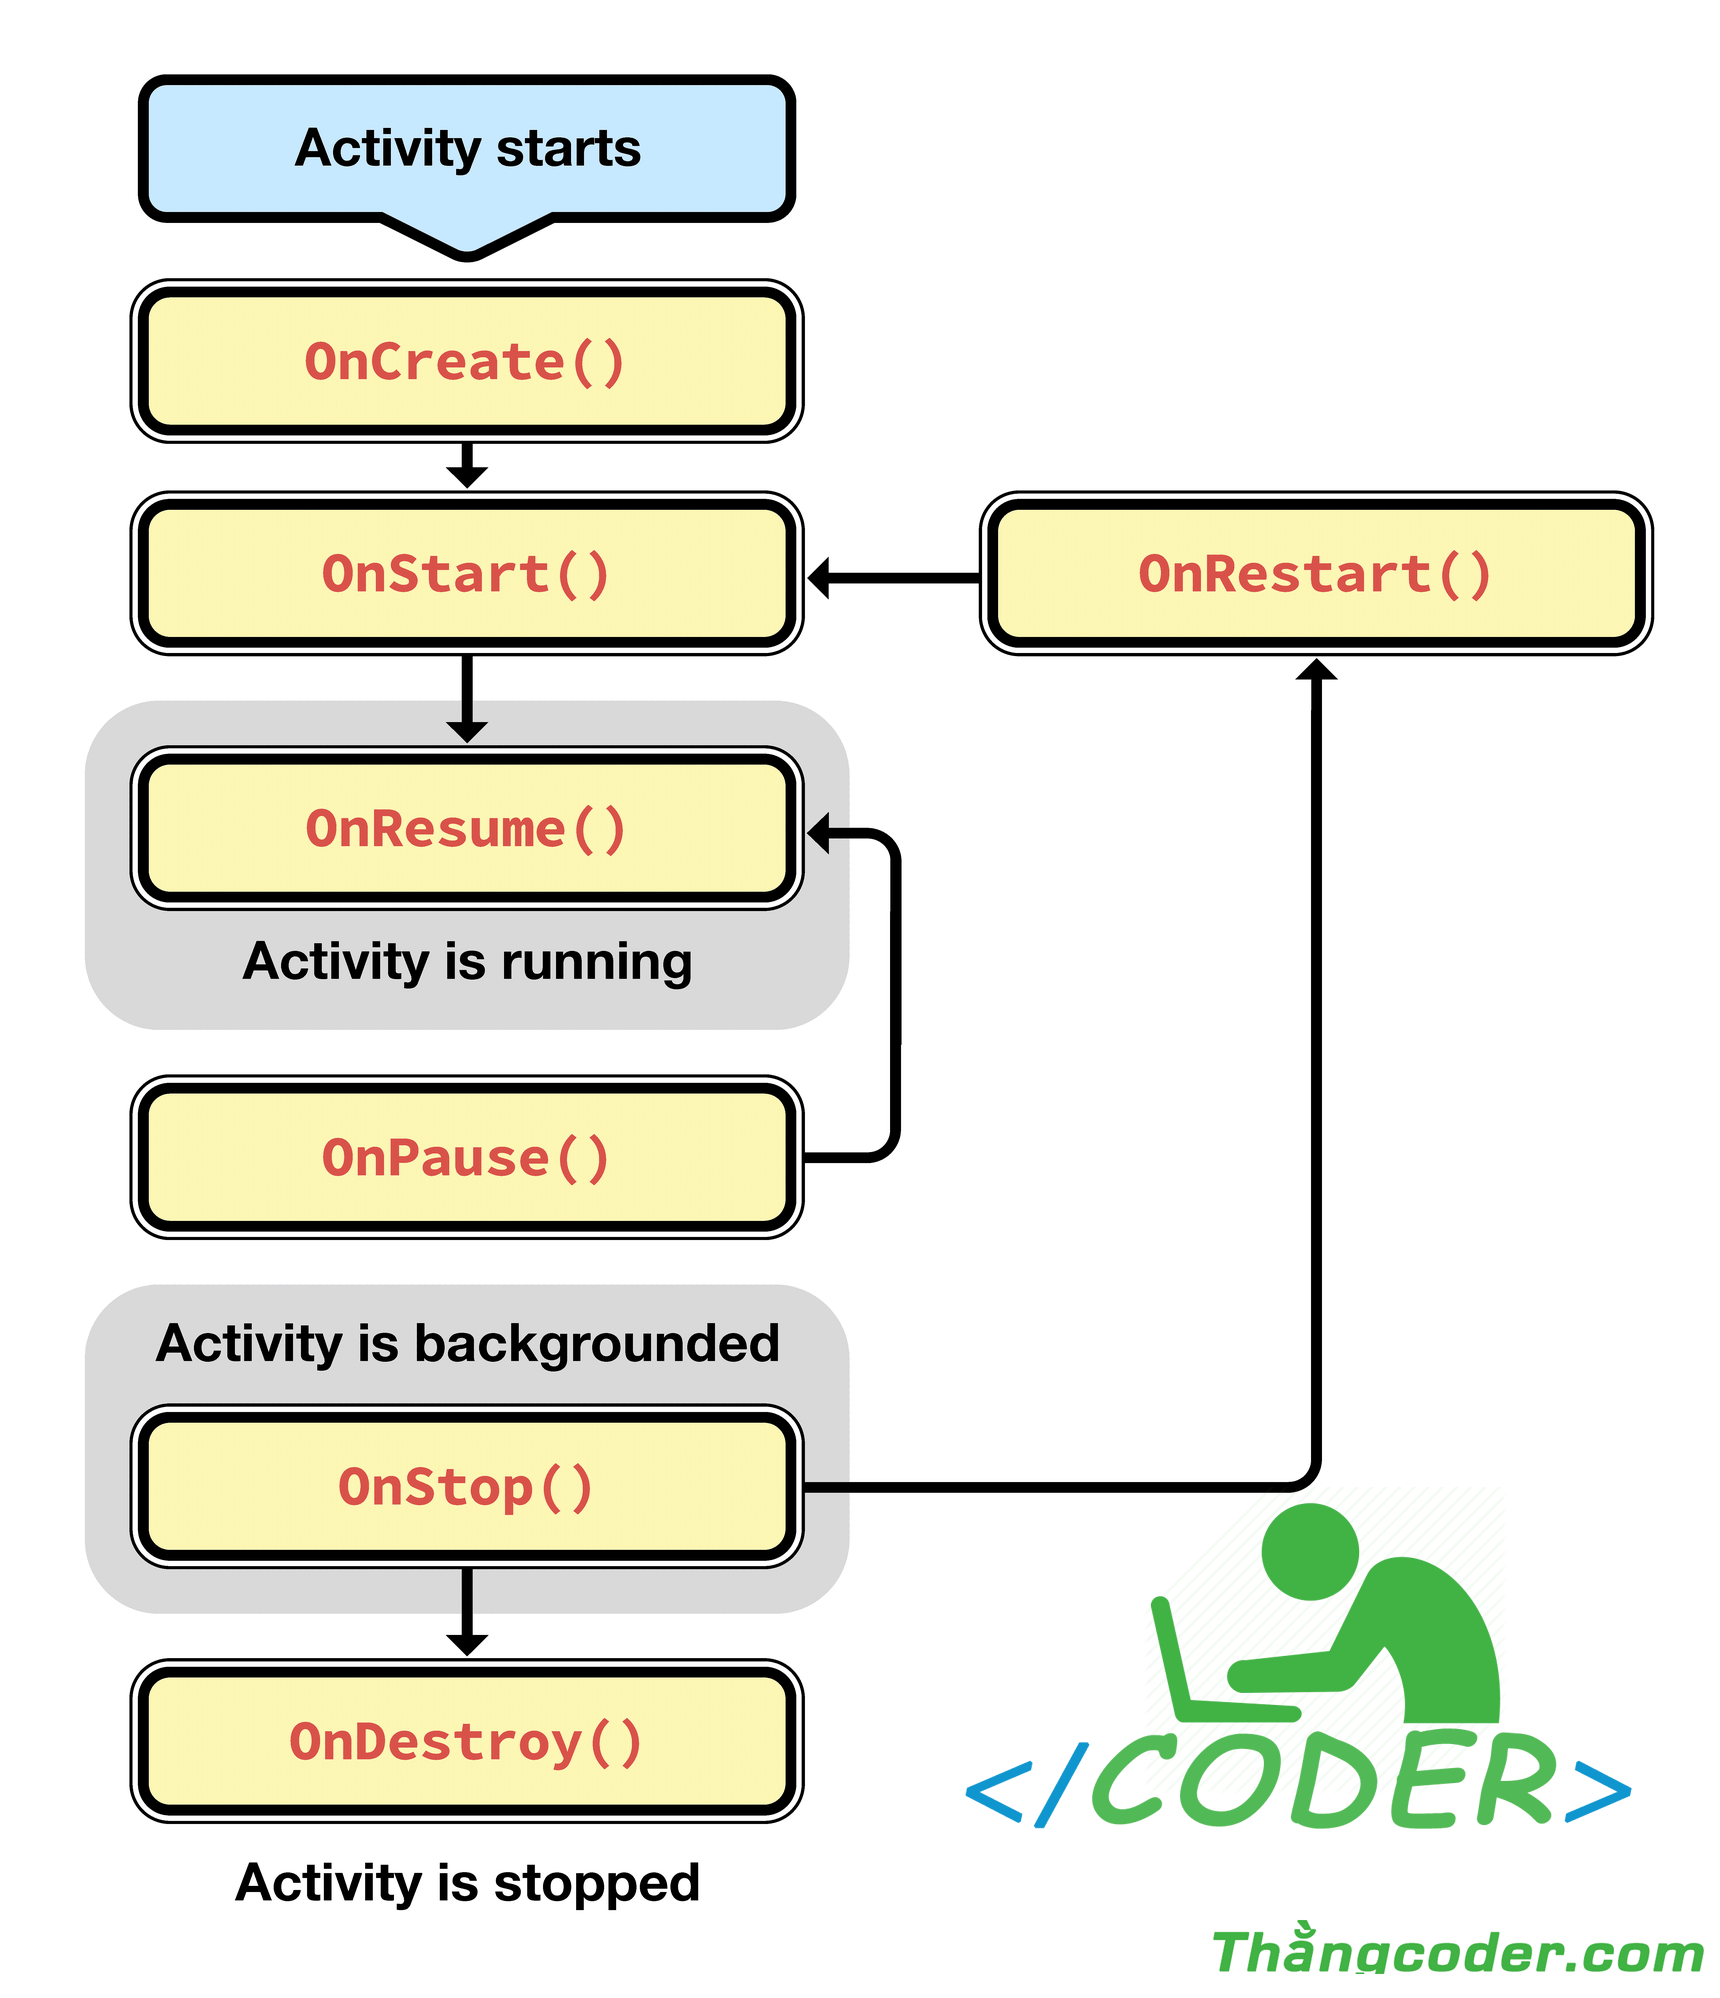 Activity starts
OnCreate()
OnStart()
OnRestart()
OnResume()
Activity is running
OnPause()
Activity is backgrounded
OnStop()
OnDestroy()
</CODER>
Activity is stopped
Thằngcoder.com